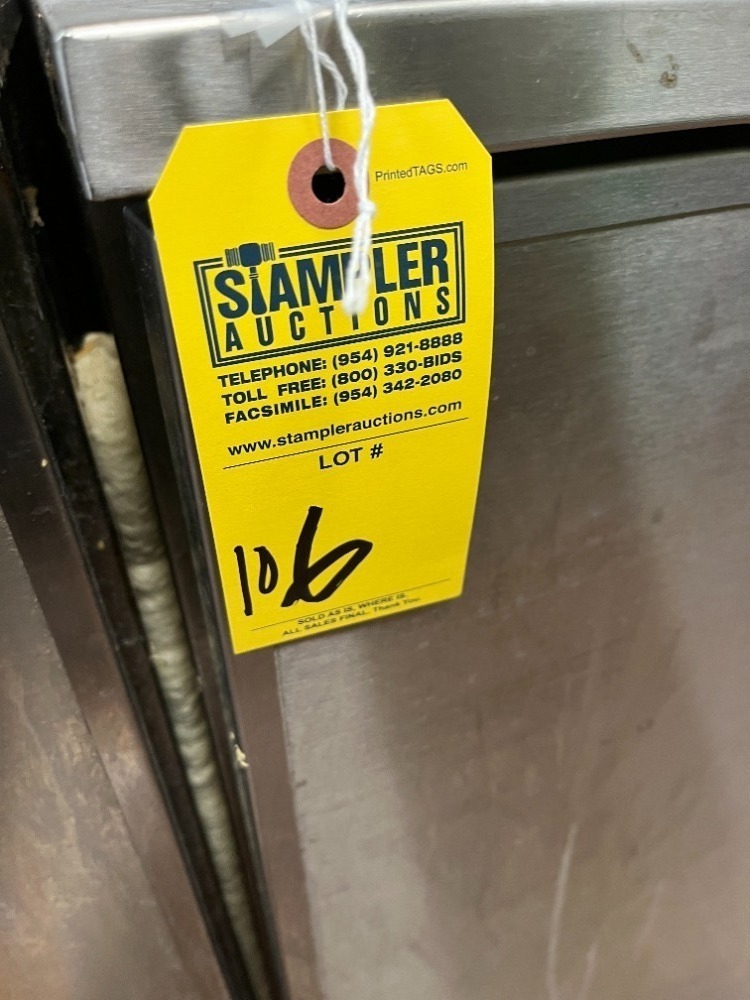 PrintedTAGS.com
STAMPLER
AUCTIONS
TELEPHONE: (954) 921-8888
TOLL FREE: (800) 330-BIDS
FACSIMILE: (954) 342-2080
www.stamplerauctions.com
LOT #
106
SOLD AS IS, WHERE IS.
ALL SALES FINAL. Thank You.